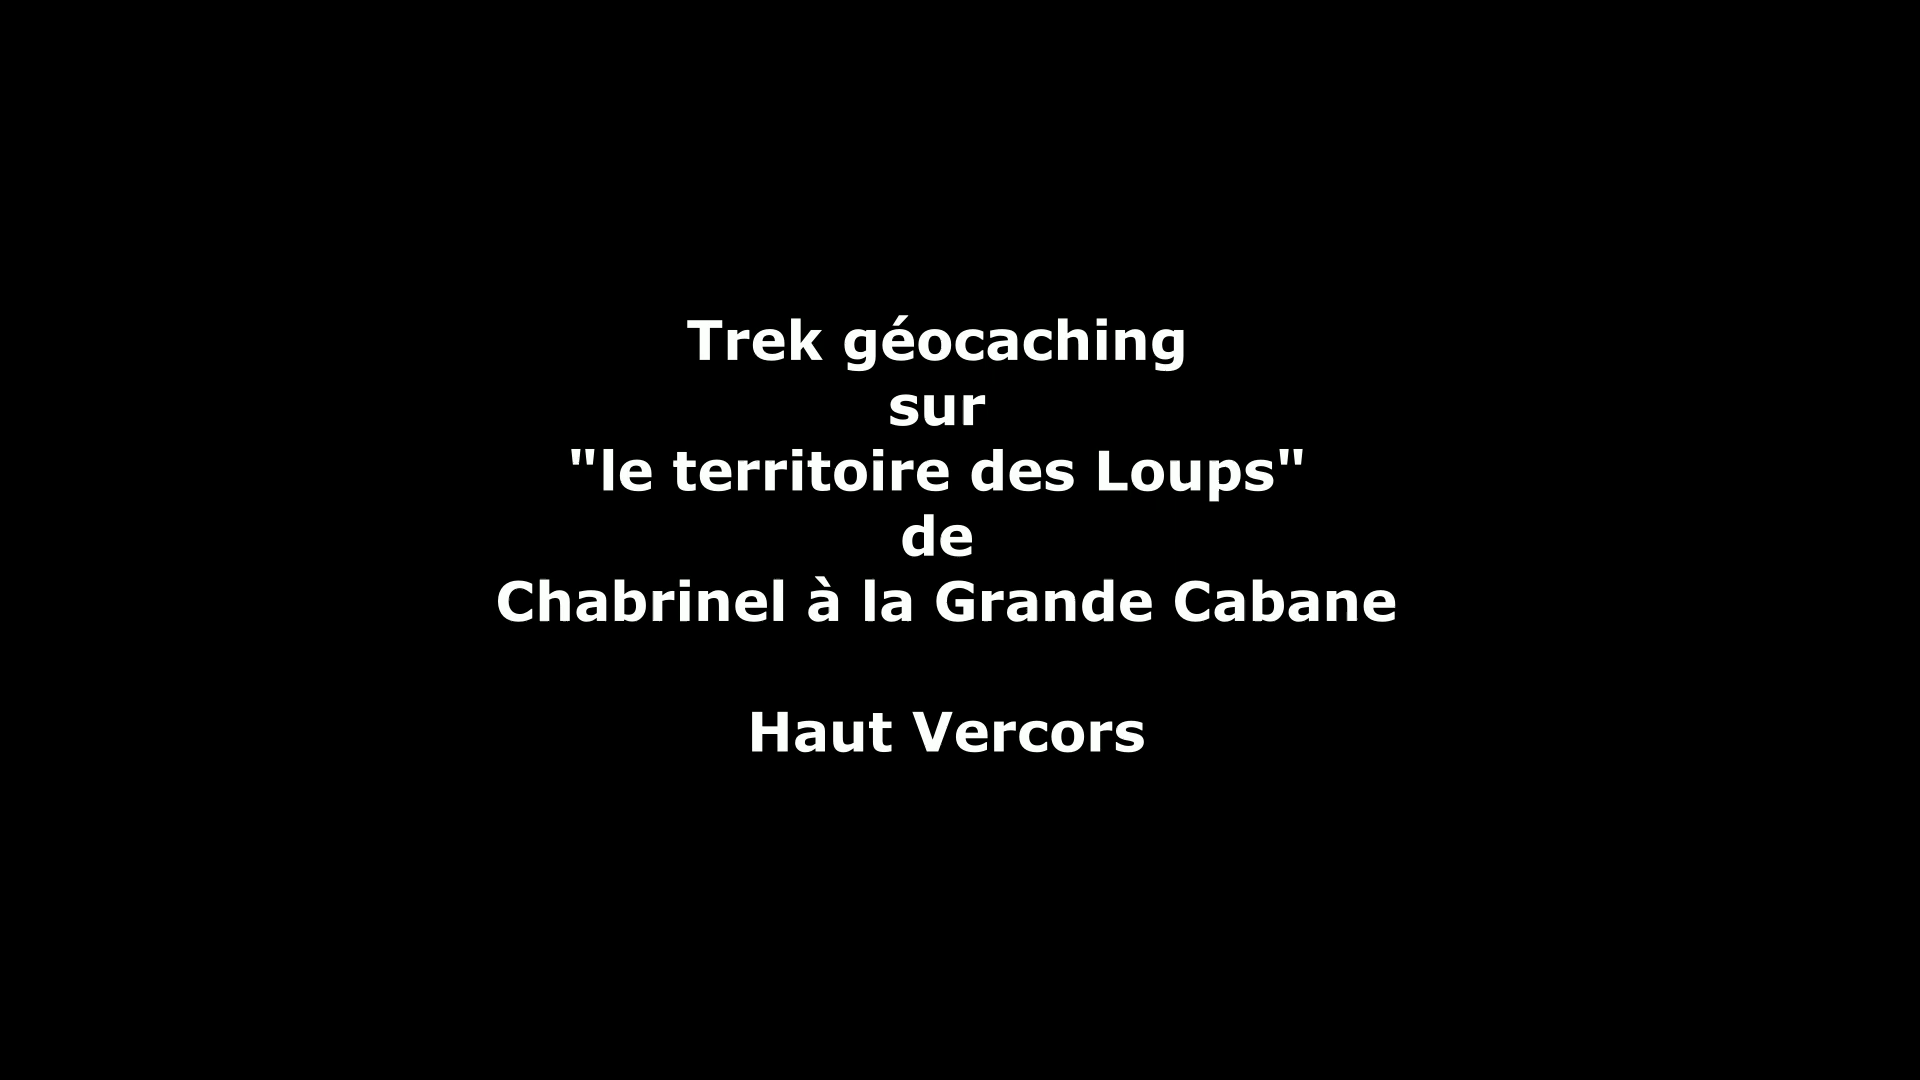 Trek géocaching
sur
"le territoire des Loups"
de
Chabrinel à la Grande Cabane
Haut Vercors